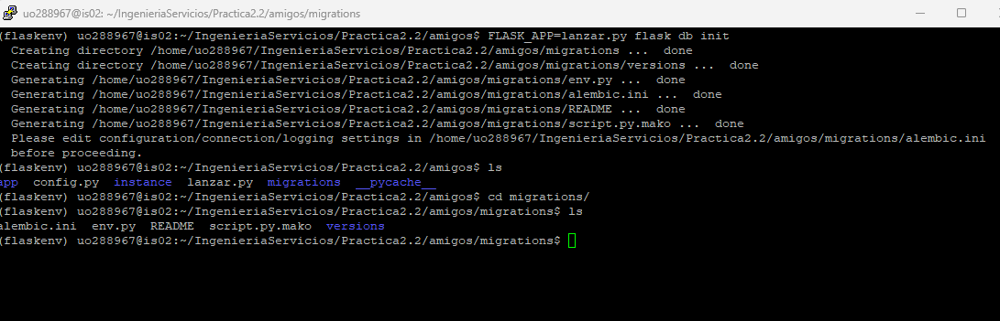 uo288967@is02: ~/IngenieriaServicios/Practica2.2/amigos/migrations
(flaskenv) uo288967@is02:~/IngenieriaServicios/Practica2.2/amigos$ FLASK_APP=lanzar.py flask db init
  Creating directory /home/uo288967/IngenieriaServicios/Practica2.2/amigos/migrations ...  done
  Creating directory /home/uo288967/IngenieriaServicios/Practica2.2/amigos/migrations/versions ...  done
  Generating /home/uo288967/IngenieriaServicios/Practica2.2/amigos/migrations/env.py ...  done
  Generating /home/uo288967/IngenieriaServicios/Practica2.2/amigos/migrations/alembic.ini ...  done
  Generating /home/uo288967/IngenieriaServicios/Practica2.2/amigos/migrations/README ...  done
  Generating /home/uo288967/IngenieriaServicios/Practica2.2/amigos/migrations/script.py.mako ...  done
  Please edit configuration/connection/logging settings in /home/uo288967/IngenieriaServicios/Practica2.2/amigos/migrations/alembic.ini
  before proceeding.
(flaskenv) uo288967@is02:~/IngenieriaServicios/Practica2.2/amigos$ ls
app  config.py  instance  lanzar.py  migrations  __pycache__
(flaskenv) uo288967@is02:~/IngenieriaServicios/Practica2.2/amigos$ cd migrations/
(flaskenv) uo288967@is02:~/IngenieriaServicios/Practica2.2/amigos/migrations$ ls
alembic.ini  env.py  README  script.py.mako  versions
(flaskenv) uo288967@is02:~/IngenieriaServicios/Practica2.2/amigos/migrations$